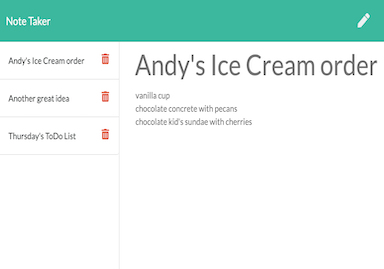 Note Taker
Andy's Ice Cream order
Another great idea
Thursday's ToDo List
Andy's Ice Cream order
vanilla cup
chocolate concrete with pecans
chocolate kid's sundae with cherries